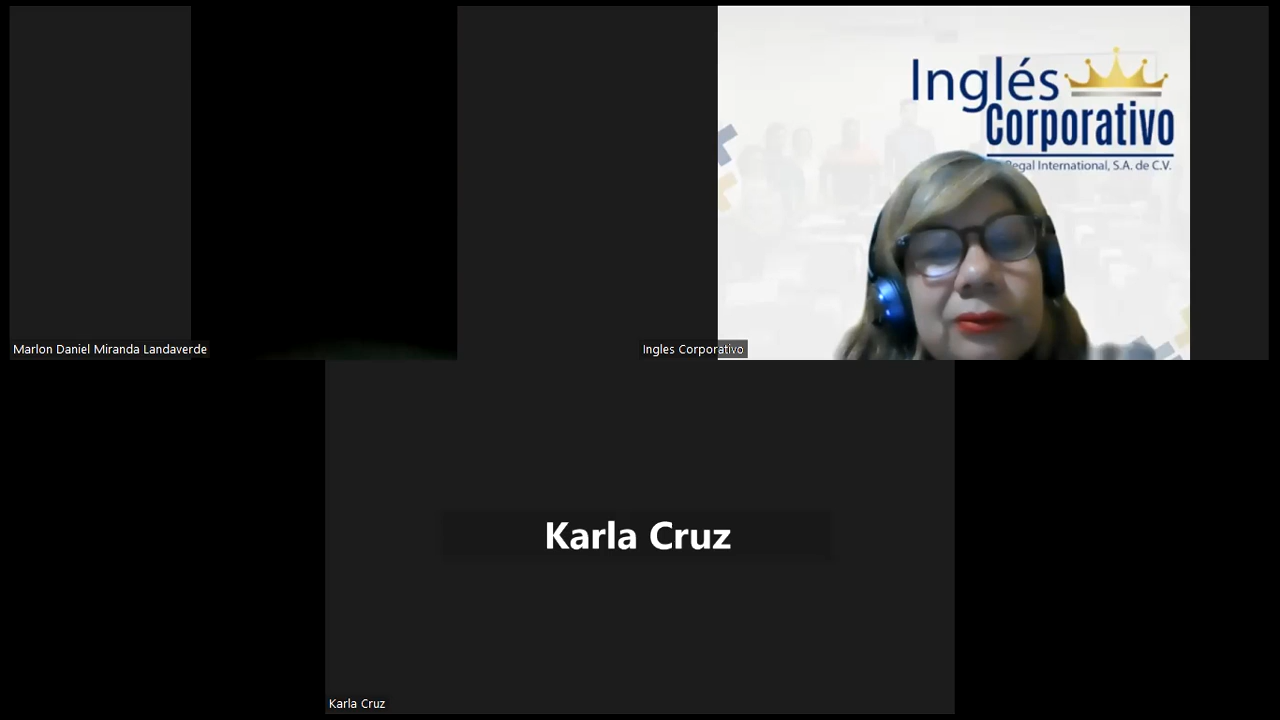 Inglés
Corporativo
Regal International, S.A. de C.V.
Marlon Daniel Miranda Landaverde
Ingles Corporativo
Karla Cruz
Karla Cruz